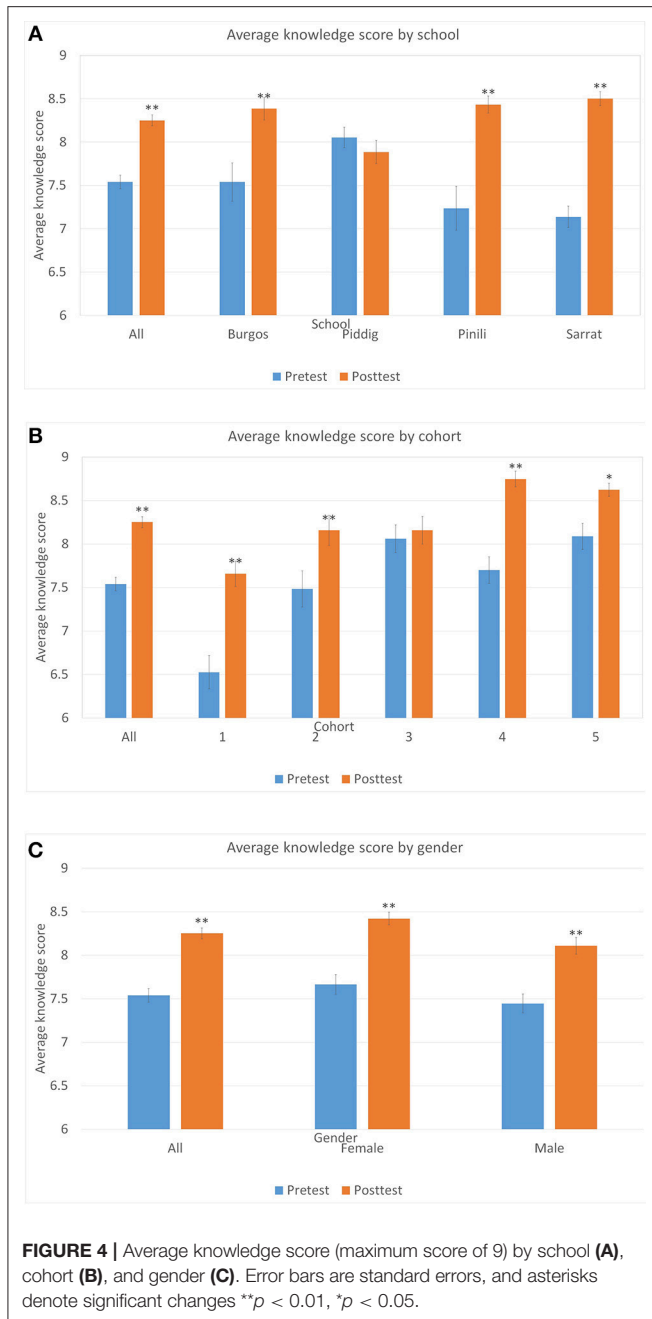 A
Average knowledge score by school
9
8.5
8
7.5
7
6.5
6
Average knowledge score
**
**
**
**
All
Burgos
Piddig
Pinili
Sarrat
School
Pretest
Posttest
B
Average knowledge score by cohort
9
8.5
8
7.5
7
6.5
6
Average knowledge score
**
**
**
**
*
All
1
2
3
4
5
Cohort
Pretest
Posttest
C
Average knowledge score by gender
9
8.5
8
7.5
7
6.5
6
Average knowledge score
**
**
**
All
Female
Male
Gender
Pretest
Posttest
FIGURE 4 | Average knowledge score (maximum score of 9) by school (A),
cohort (B), and gender (C). Error bars are standard errors, and asterisks
denote significant changes **p < 0.01, *p < 0.05.